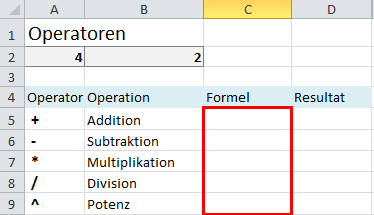 A B C D
1 Operatoren
2 4 2
3
4 Operator Operation Formel Resultat
5 + Addition
6 - Subtraktion
7 * Multiplikation
8 / Division
9 ^ Potenz